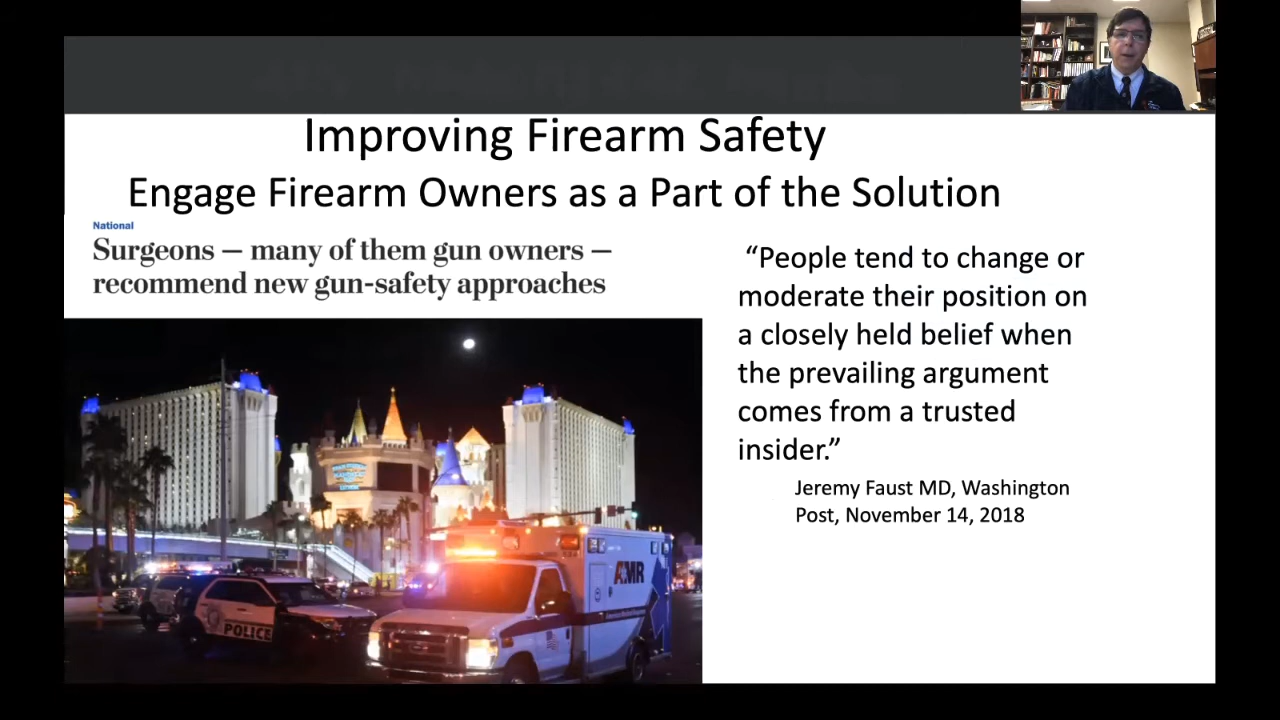 Improving Firearm Safety
Engage Firearm Owners as a Part of the Solution
National
Surgeons — many of them gun owners —
recommend new gun-safety approaches
“People tend to change or
moderate their position on
a closely held belief when
the prevailing argument
comes from a trusted
insider.”
Jeremy Faust MD, Washington
Post, November 14, 2018
POLICE
AMR